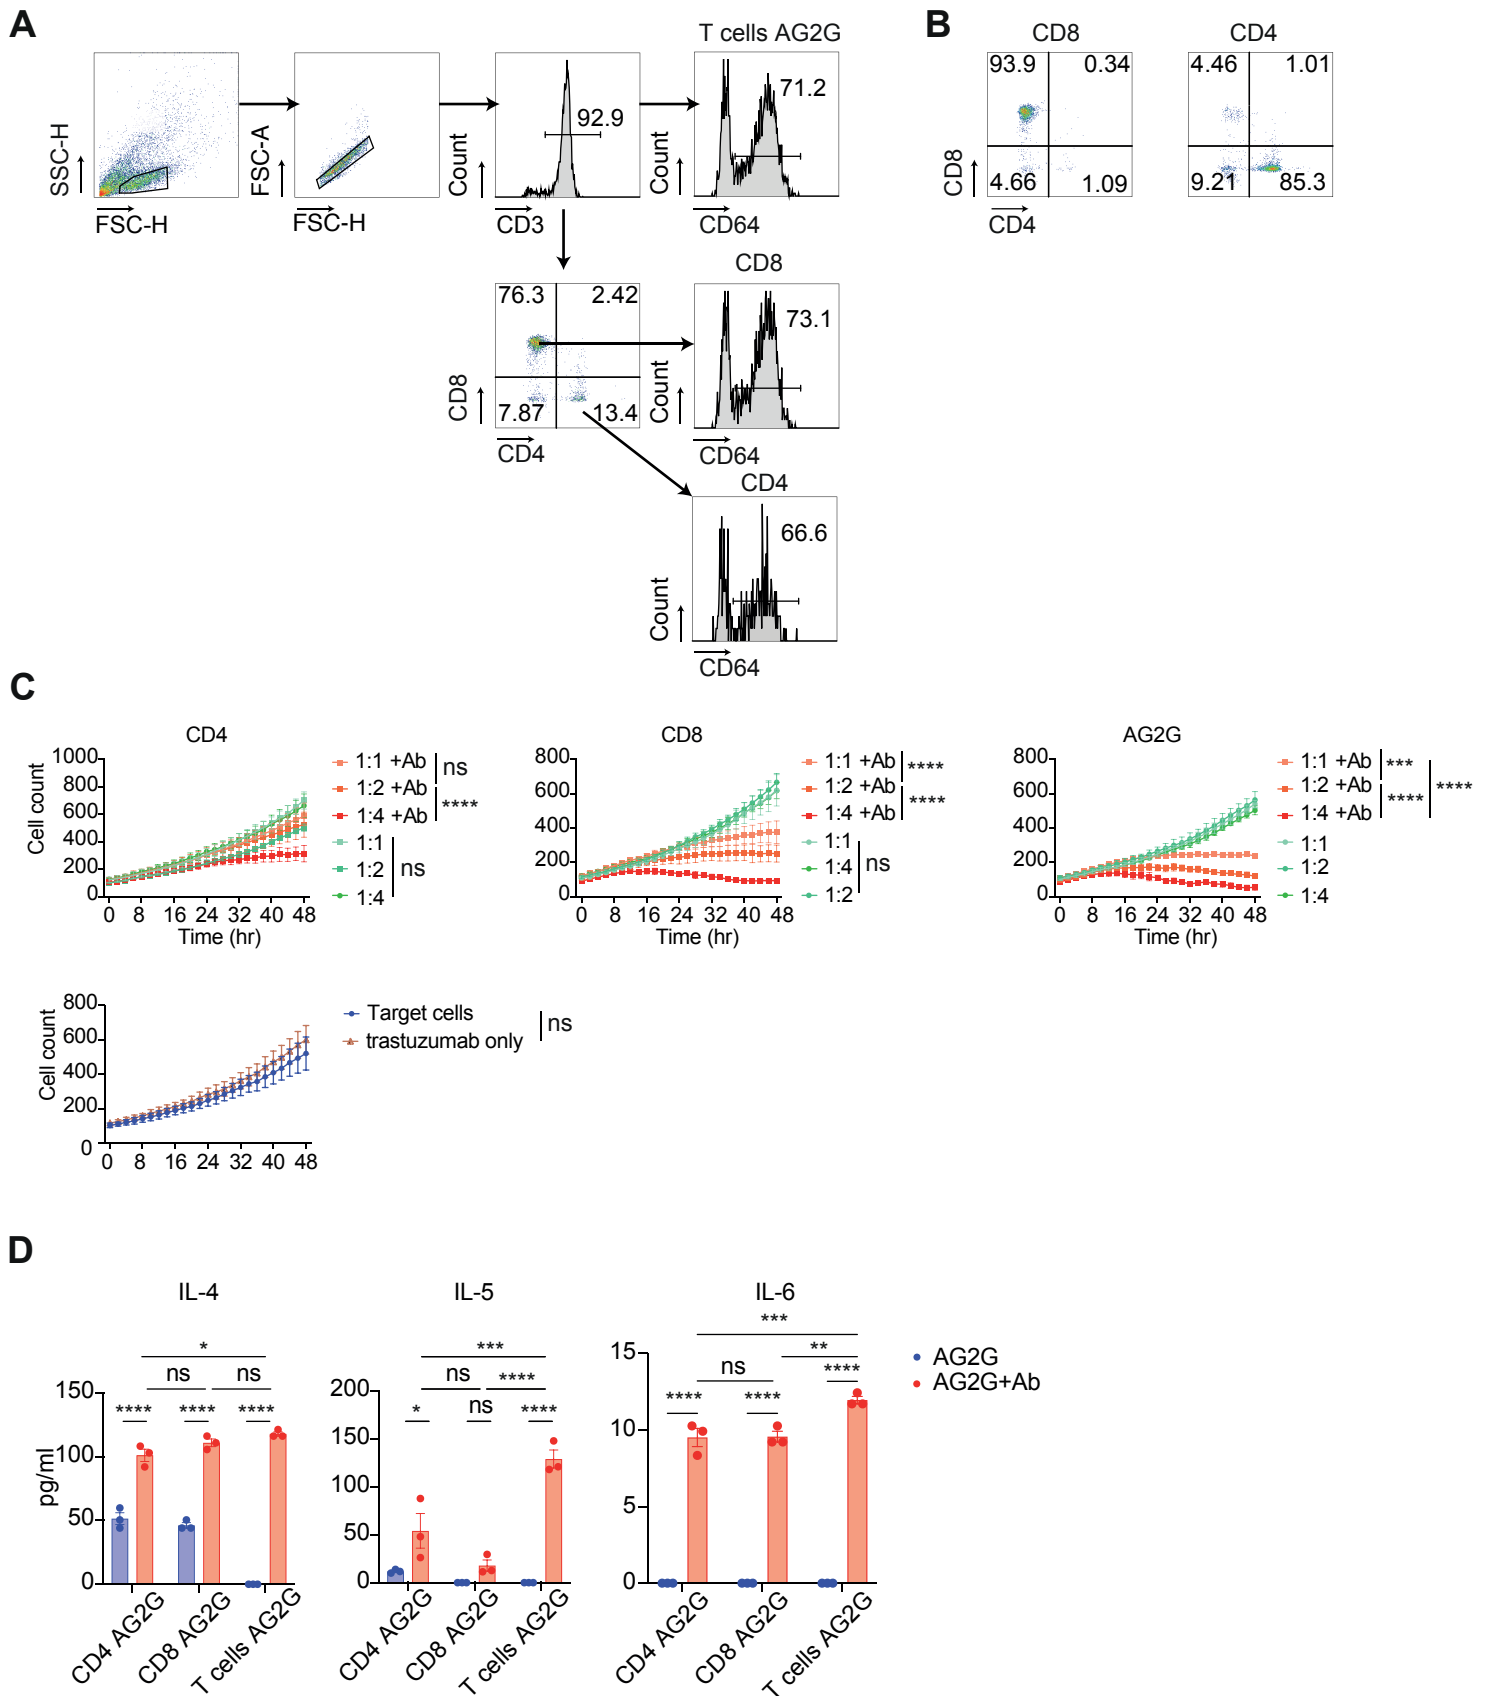 A
T cells AG2G
SSC-H
FSC-H
FSC-A
FSC-H
92.9
Count
CD3
71.2
Count
CD64
B
CD8
CD4
93.9
0.34
4.66
1.09
CD8
CD4
4.46
1.01
9.21
85.3
CD8
76.3
2.42
7.87
13.4
CD8
CD4
73.1
Count
CD64
CD4
66.6
Count
CD64
C
CD4
Cell count
1000
800
600
400
200
0
0 8 16 24 32 40 48
Time (hr)
1:1 +Ab
1:2 +Ab
1:4 +Ab
1:1
1:2
1:4
ns
****
ns
CD8
800
600
400
200
0
0 8 16 24 32 40 48
Time (hr)
1:1 +Ab
1:2 +Ab
1:4 +Ab
1:1
1:4
1:2
****
****
ns
AG2G
800
600
400
200
0
0 8 16 24 32 40 48
Time (hr)
1:1 +Ab
1:2 +Ab
1:4 +Ab
1:1
1:2
1:4
***
****
****
Cell count
800
600
400
200
0
0 8 16 24 32 40 48
Target cells
trastuzumab only
ns
D
IL-4
*
ns ns
**** **** ****
pg/ml
150
100
50
0
CD4 AG2G
CD8 AG2G
T cells AG2G
IL-5
***
ns ****
* ns ****
200
150
100
50
0
CD4 AG2G
CD8 AG2G
T cells AG2G
IL-6
***
**
ns ****
**** ****
15
10
5
0
CD4 AG2G
CD8 AG2G
T cells AG2G
AG2G
AG2G+Ab